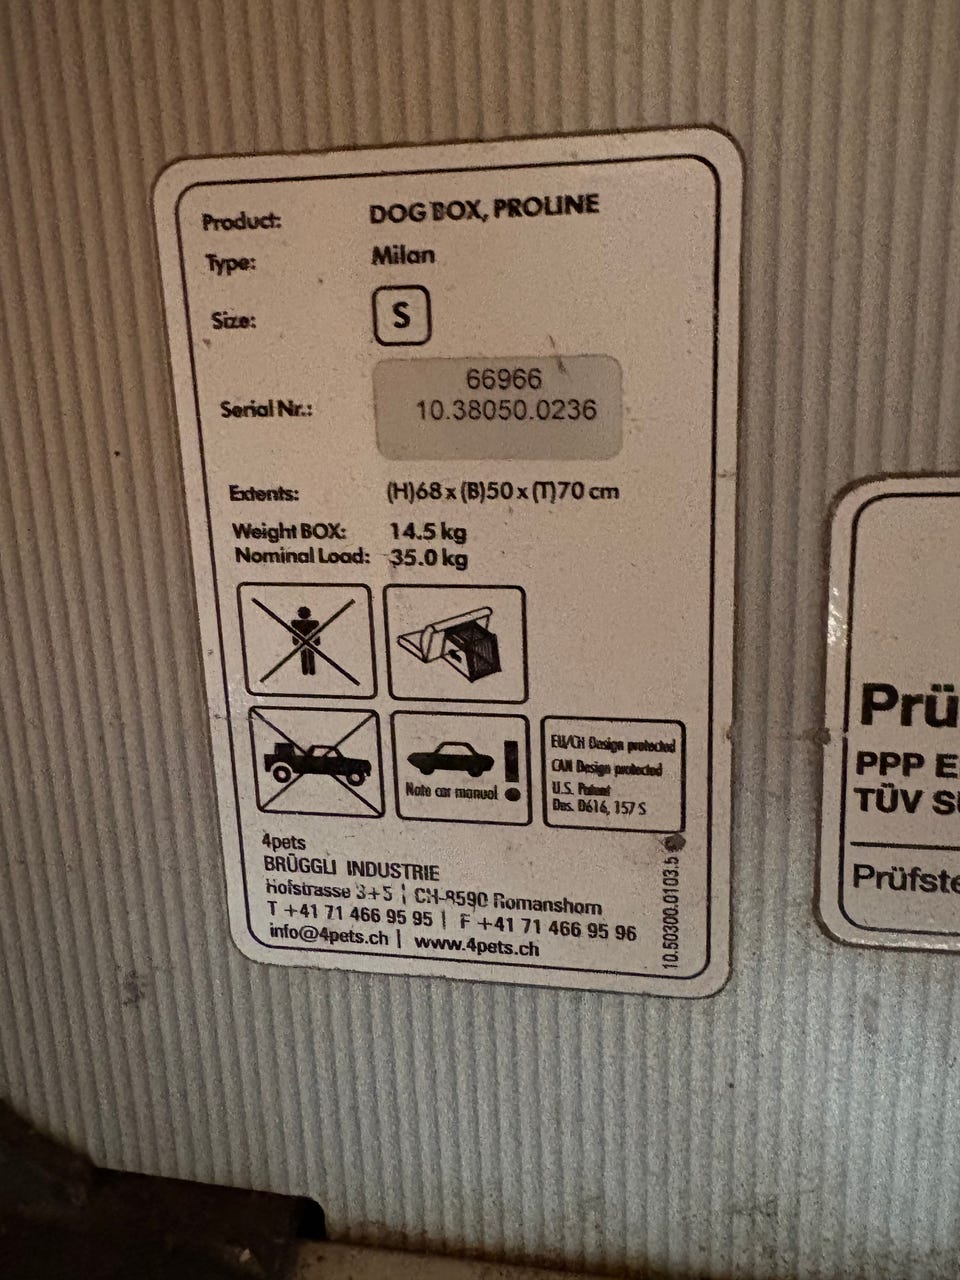 Product: DOG BOX, PROLINE
Type: Milan
Size: S
Serial Nr.: 66966
10.38050.0236
Extents: (H)68 x (B)50 x (T)70 cm
Weight BOX: 14.5 kg
Nominal Load: 35.0 kg
Note car manual
EU/CH Design protected
CAN Design protected
U.S. Patent
Des. D616, 157 S
4pets
BRÜGGLI INDUSTRIE
Hofstrasse 3+5 | CH-8590 Romanshorn
T +41 71 466 95 95 | F +41 71 466 95 96
info@4pets.ch | www.4pets.ch
10.50300.0103.5
Prü
PPP E
TÜV S
Prüfste